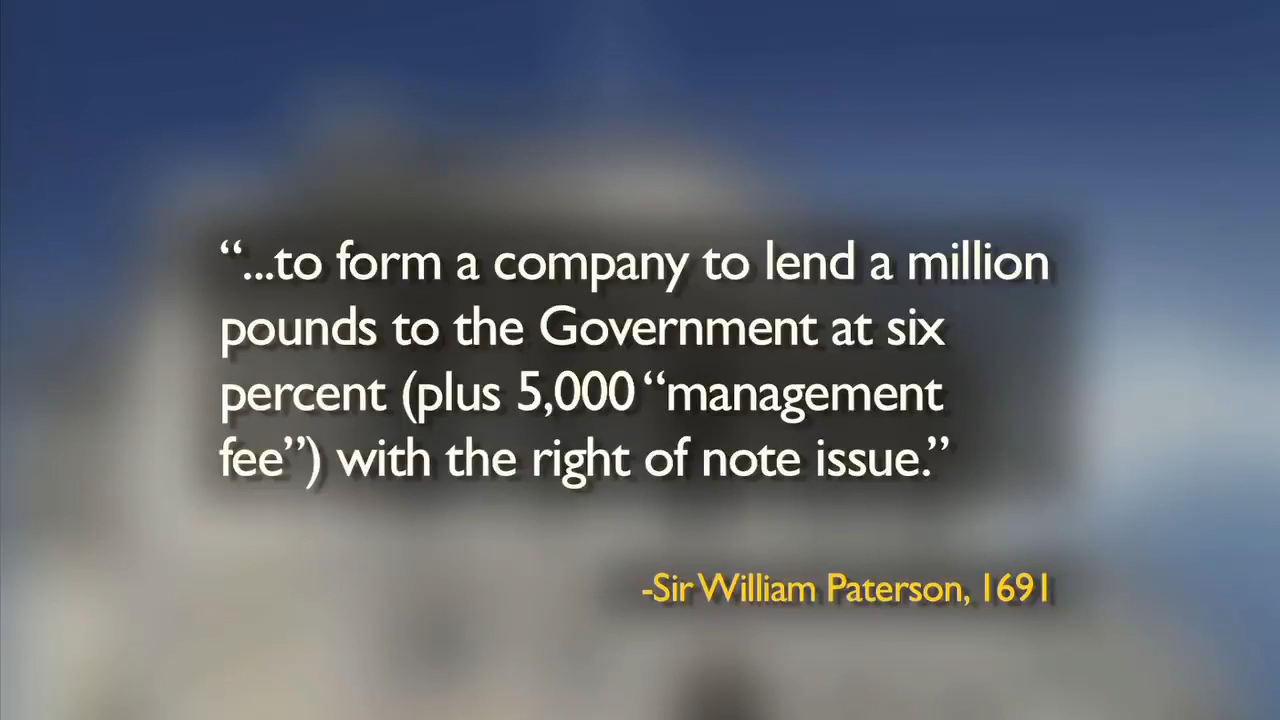 “...to form a company to lend a million
pounds to the Government at six
percent (plus 5,000 “management
fee”) with the right of note issue.”
-Sir William Paterson, 1691